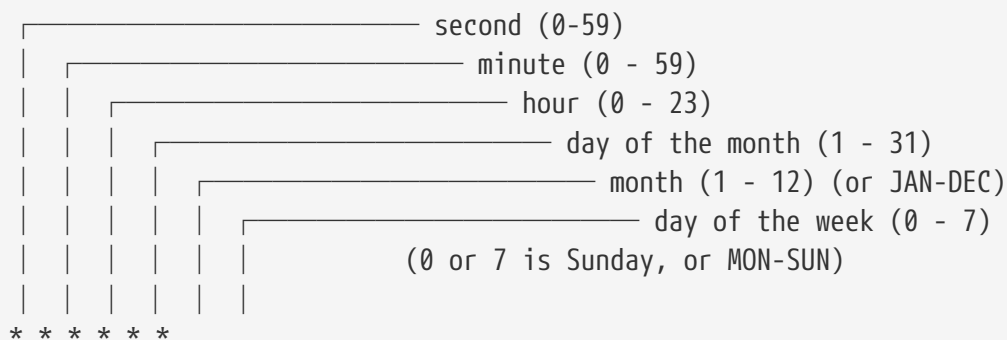 second (0-59)
minute (0 - 59)
hour (0 - 23)
day of the month (1 - 31)
month (1 - 12) (or JAN-DEC)
day of the week (0 - 7)
(0 or 7 is Sunday, or MON-SUN)
* * * * * *